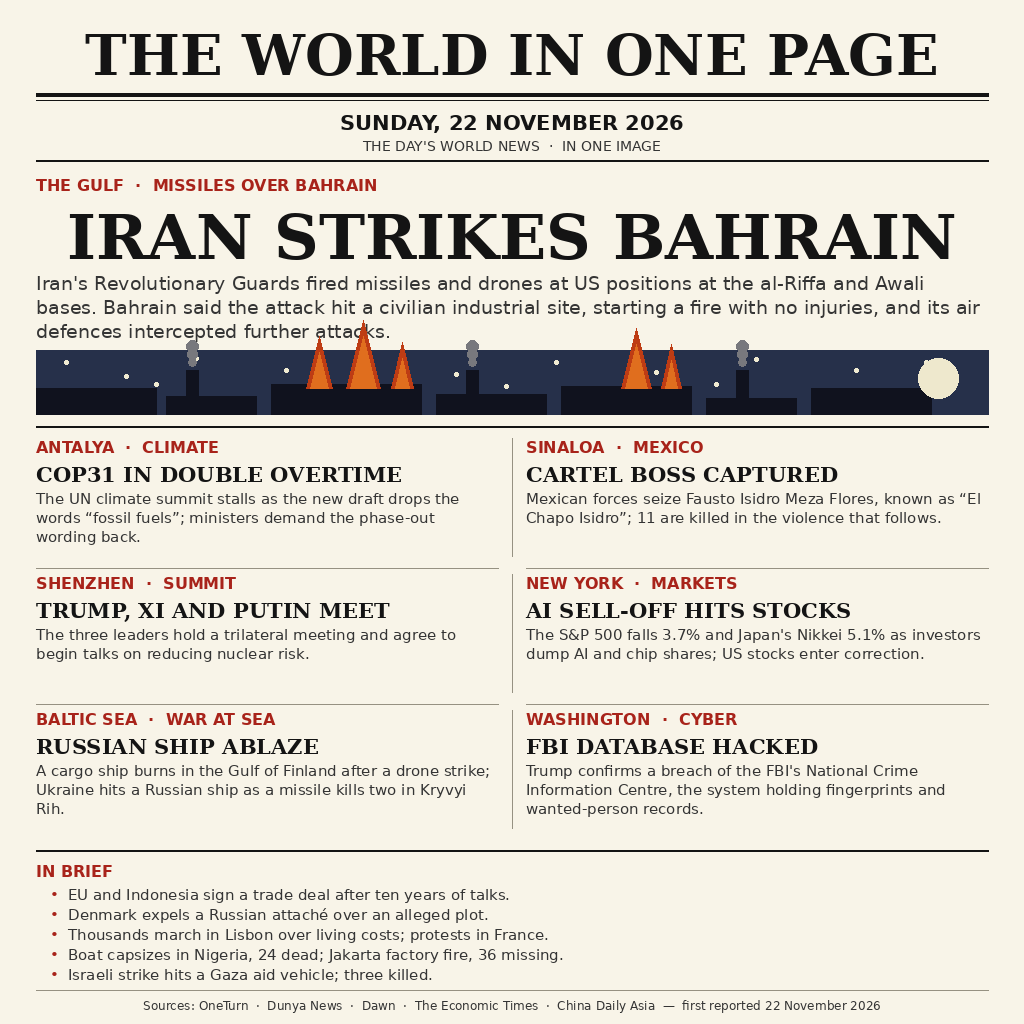 THE WORLD IN ONE PAGE
SUNDAY, 22 NOVEMBER 2026
THE DAY'S WORLD NEWS · IN ONE IMAGE
THE GULF · MISSILES OVER BAHRAIN
IRAN STRIKES BAHRAIN
Iran's Revolutionary Guards fired missiles and drones at US positions at the al-Riffa and Awali
bases. Bahrain said the attack hit a civilian industrial site, starting a fire with no injuries, and its air
defences intercepted further attacks.
ANTALYA · CLIMATE
COP31 IN DOUBLE OVERTIME
The UN climate summit stalls as the new draft drops the
words “fossil fuels”; ministers demand the phase-out
wording back.
SINALOA · MEXICO
CARTEL BOSS CAPTURED
Mexican forces seize Fausto Isidro Meza Flores, known as “El
Chapo Isidro”; 11 are killed in the violence that follows.
SHENZHEN · SUMMIT
TRUMP, XI AND PUTIN MEET
The three leaders hold a trilateral meeting and agree to
begin talks on reducing nuclear risk.
NEW YORK · MARKETS
AI SELL-OFF HITS STOCKS
The S&P 500 falls 3.7% and Japan's Nikkei 5.1% as investors
dump AI and chip shares; US stocks enter correction.
BALTIC SEA · WAR AT SEA
RUSSIAN SHIP ABLAZE
A cargo ship burns in the Gulf of Finland after a drone strike;
Ukraine hits a Russian ship as a missile kills two in Kryvyi
Rih.
WASHINGTON · CYBER
FBI DATABASE HACKED
Trump confirms a breach of the FBI's National Crime
Information Centre, the system holding fingerprints and
wanted-person records.
IN BRIEF
• EU and Indonesia sign a trade deal after ten years of talks.
• Denmark expels a Russian attaché over an alleged plot.
• Thousands march in Lisbon over living costs; protests in France.
• Boat capsizes in Nigeria, 24 dead; Jakarta factory fire, 36 missing.
• Israeli strike hits a Gaza aid vehicle; three killed.
Sources: OneTurn · Dunya News · Dawn · The Economic Times · China Daily Asia — first reported 22 November 2026